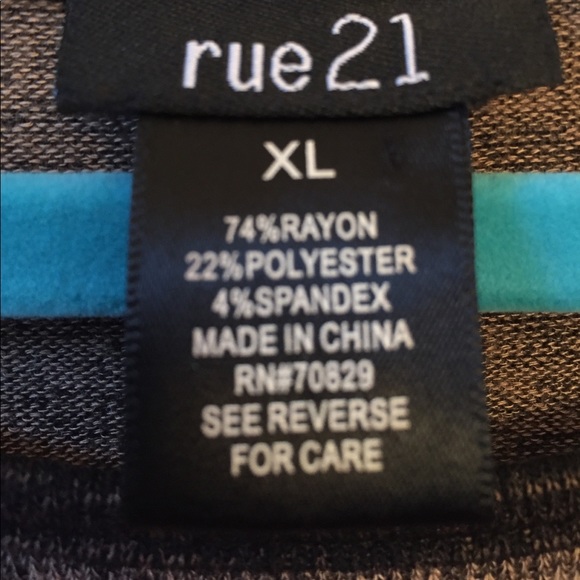 rue21
XL
74%RAYON
22%POLYESTER
4%SPANDEX
MADE IN CHINA
RN#70829
SEE REVERSE
FOR CARE